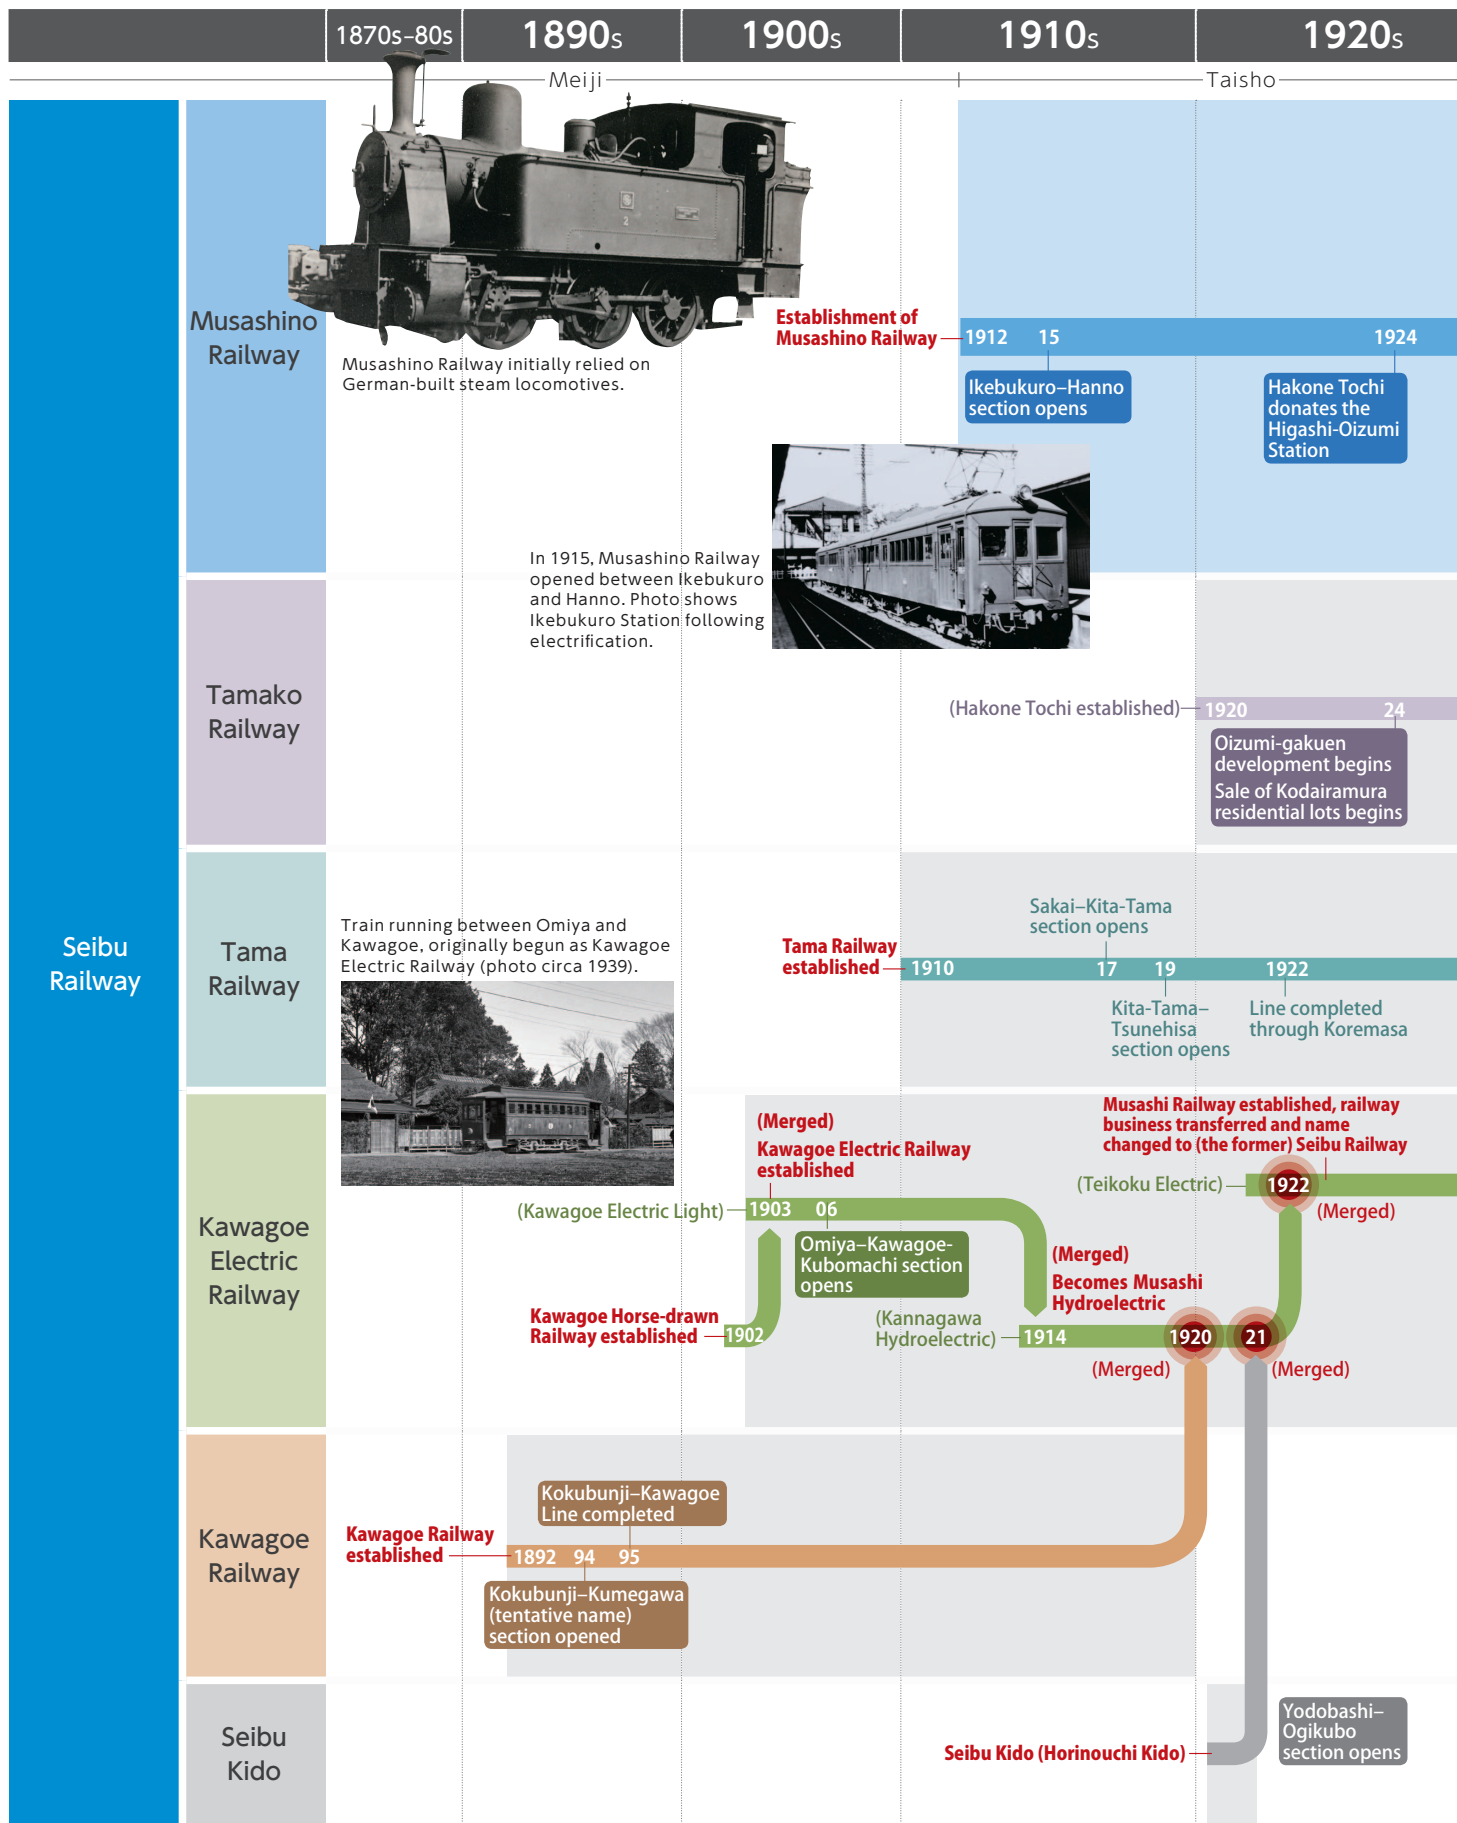 1870s–80s
1890s
1900s
1910s
1920s
Meiji
Taisho
Seibu
Railway
Musashino
Railway
Musashino Railway initially relied on
German-built steam locomotives.
Establishment of
Musashino Railway
1912
15
1924
Ikebukuro–Hanno
section opens
Hakone Tochi
donates the
Higashi-Oizumi
Station
In 1915, Musashino Railway
opened between Ikebukuro
and Hanno. Photo shows
Ikebukuro Station following
electrification.
Tamako
Railway
(Hakone Tochi established)
1920
24
Oizumi-gakuen
development begins
Sale of Kodairamura
residential lots begins
Tama
Railway
Train running between Omiya and
Kawagoe, originally begun as Kawagoe
Electric Railway (photo circa 1939).
Sakai–Kita-Tama
section opens
Tama Railway
established
1910
17
19
1922
Kita-Tama–
Tsunehisa
section opens
Line completed
through Koremasa
Kawagoe
Electric
Railway
(Merged)
Kawagoe Electric Railway
established
Musashi Railway established, railway
business transferred and name
changed to (the former) Seibu Railway
(Teikoku Electric)
1922
(Merged)
(Kawagoe Electric Light)
1903
06
Omiya–Kawagoe-
Kubomachi section
opens
(Merged)
Becomes Musashi
Hydroelectric
Kawagoe Horse-drawn
Railway established
1902
(Kannagawa
Hydroelectric)
1914
1920
21
(Merged)
(Merged)
Kawagoe
Railway
Kokubunji–Kawagoe
Line completed
Kawagoe Railway
established
1892
94
95
Kokubunji–Kumegawa
(tentative name)
section opened
Seibu
Kido
Seibu Kido (Horinouchi Kido)
Yodobashi–
Ogikubo
section opens